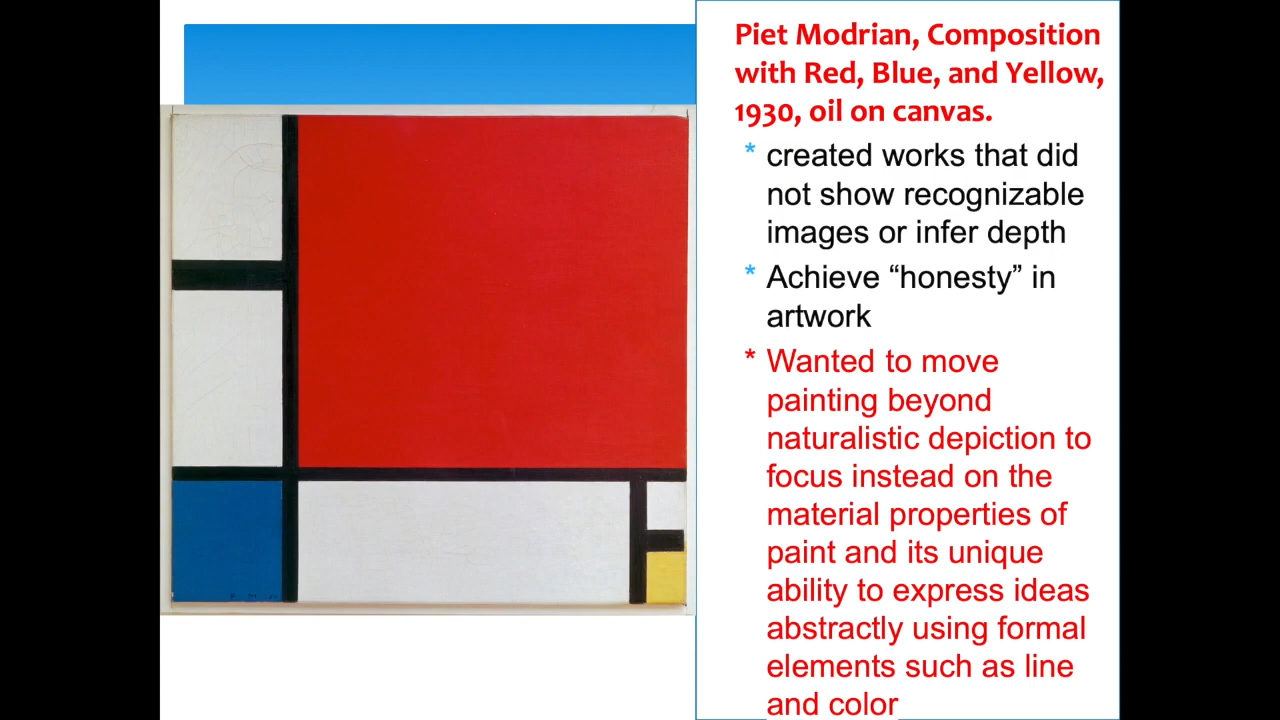 Piet Modrian, Composition
with Red, Blue, and Yellow,
1930, oil on canvas.
* created works that did
not show recognizable
images or infer depth
* Achieve “honesty” in
artwork
* Wanted to move
painting beyond
naturalistic depiction to
focus instead on the
material properties of
paint and its unique
ability to express ideas
abstractly using formal
elements such as line
and color